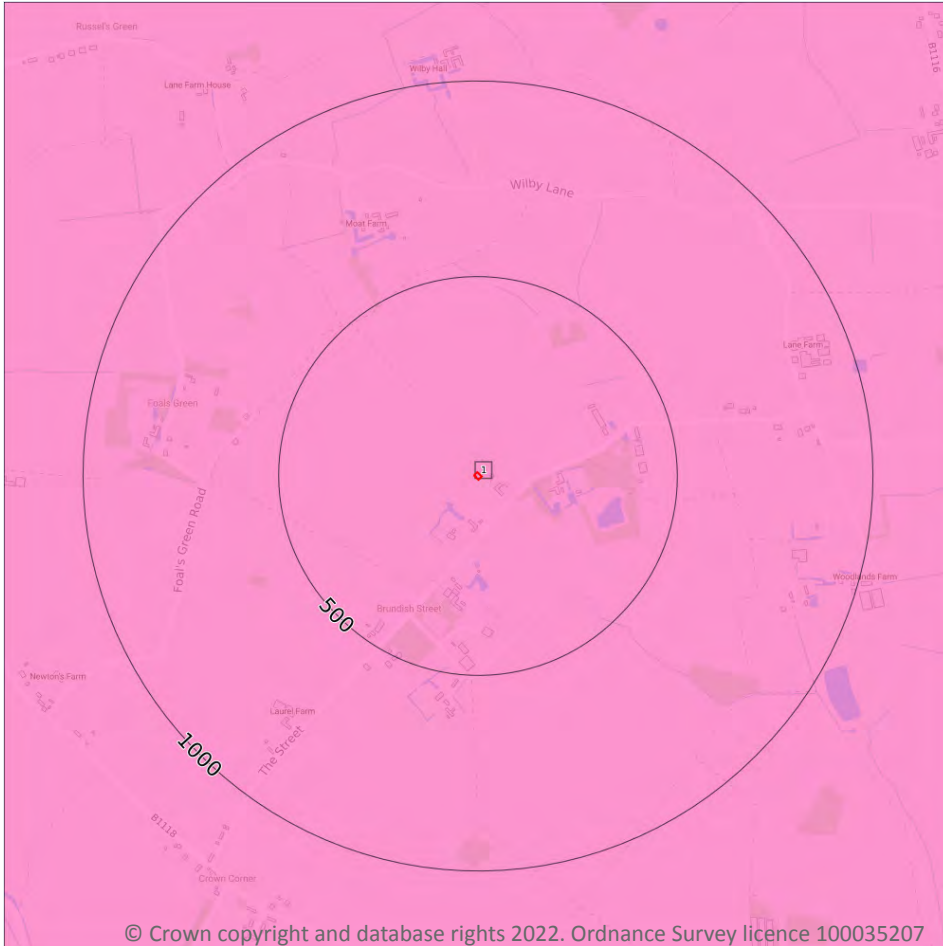 Russel's Green
B1116
Wilby Hall
Lane Farm House
Wilby Lane
Moat Farm
Lane Farm
Foals Green
1
Foal's Green Road
Woodlands Farm
500
Brundish Street
Newton's Farm
Laurel Farm
1000
The Street
B1118
Crown Corner
© Crown copyright and database rights 2022. Ordnance Survey licence 100035207